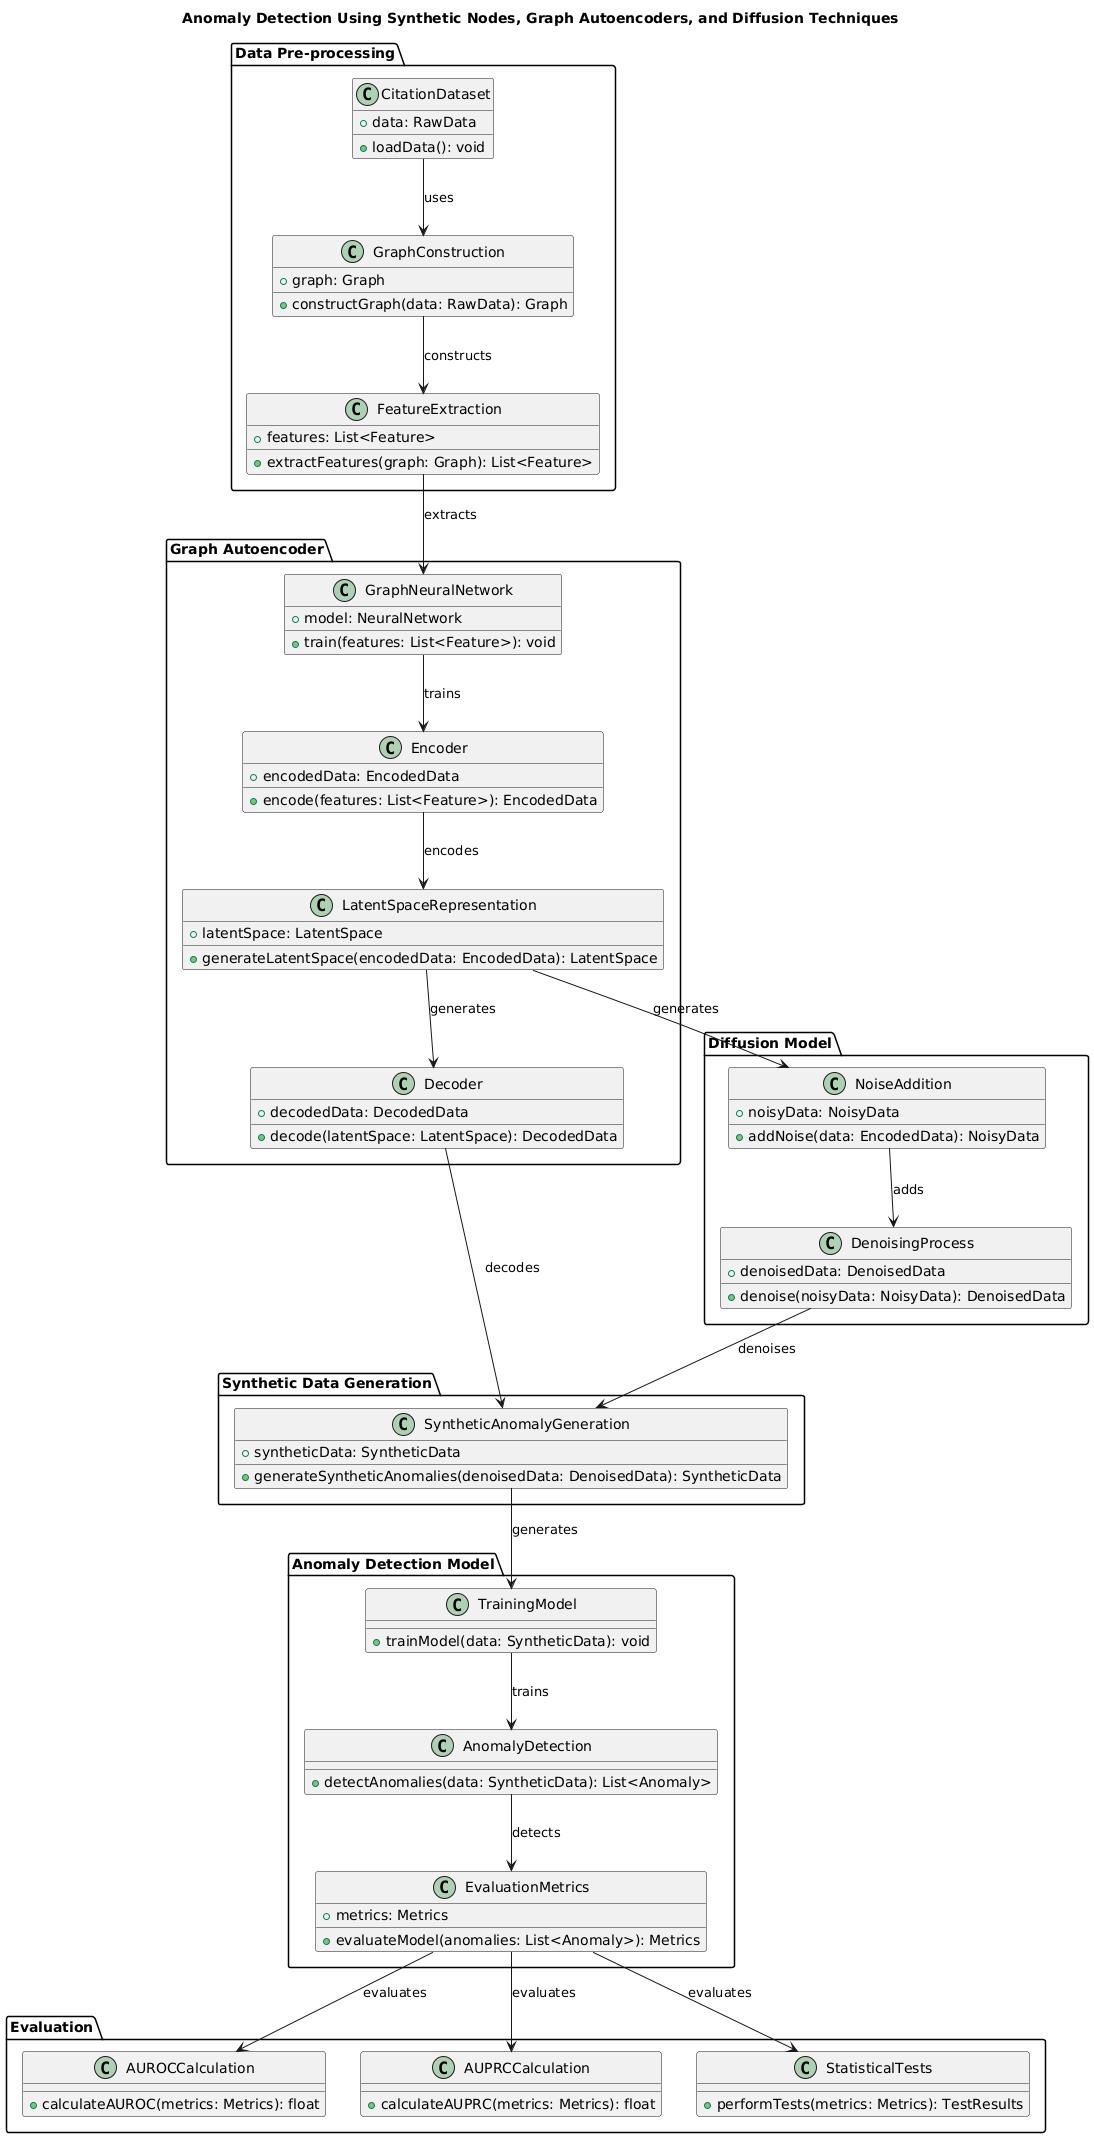 Anomaly Detection Using Synthetic Nodes, Graph Autoencoders, and Diffusion Techniques
Data Pre-processing
C CitationDataset
data: RawData
loadData(): void
uses
C GraphConstruction
graph: Graph
constructGraph(data: RawData): Graph
constructs
C FeatureExtraction
features: List<Feature>
extractFeatures(graph: Graph): List<Feature>
extracts
Graph Autoencoder
C GraphNeuralNetwork
model: NeuralNetwork
train(features: List<Feature>): void
trains
C Encoder
encodedData: EncodedData
encode(features: List<Feature>): EncodedData
encodes
C LatentSpaceRepresentation
latentSpace: LatentSpace
generateLatentSpace(encodedData: EncodedData): LatentSpace
generates
generates
C Decoder
decodedData: DecodedData
decode(latentSpace: LatentSpace): DecodedData
Diffusion Model
C NoiseAddition
noisyData: NoisyData
addNoise(data: EncodedData): NoisyData
adds
C DenoisingProcess
denoisedData: DenoisedData
denoise(noisyData: NoisyData): DenoisedData
decodes
denoises
Synthetic Data Generation
C SyntheticAnomalyGeneration
syntheticData: SyntheticData
generateSyntheticAnomalies(denoisedData: DenoisedData): SyntheticData
generates
Anomaly Detection Model
C TrainingModel
trainModel(data: SyntheticData): void
trains
C AnomalyDetection
detectAnomalies(data: SyntheticData): List<Anomaly>
detects
C EvaluationMetrics
metrics: Metrics
evaluateModel(anomalies: List<Anomaly>): Metrics
evaluates
evaluates
evaluates
Evaluation
C AUROCCalculation
calculateAUROC(metrics: Metrics): float
C AUPRCCalculation
calculateAUPRC(metrics: Metrics): float
C StatisticalTests
performTests(metrics: Metrics): TestResults